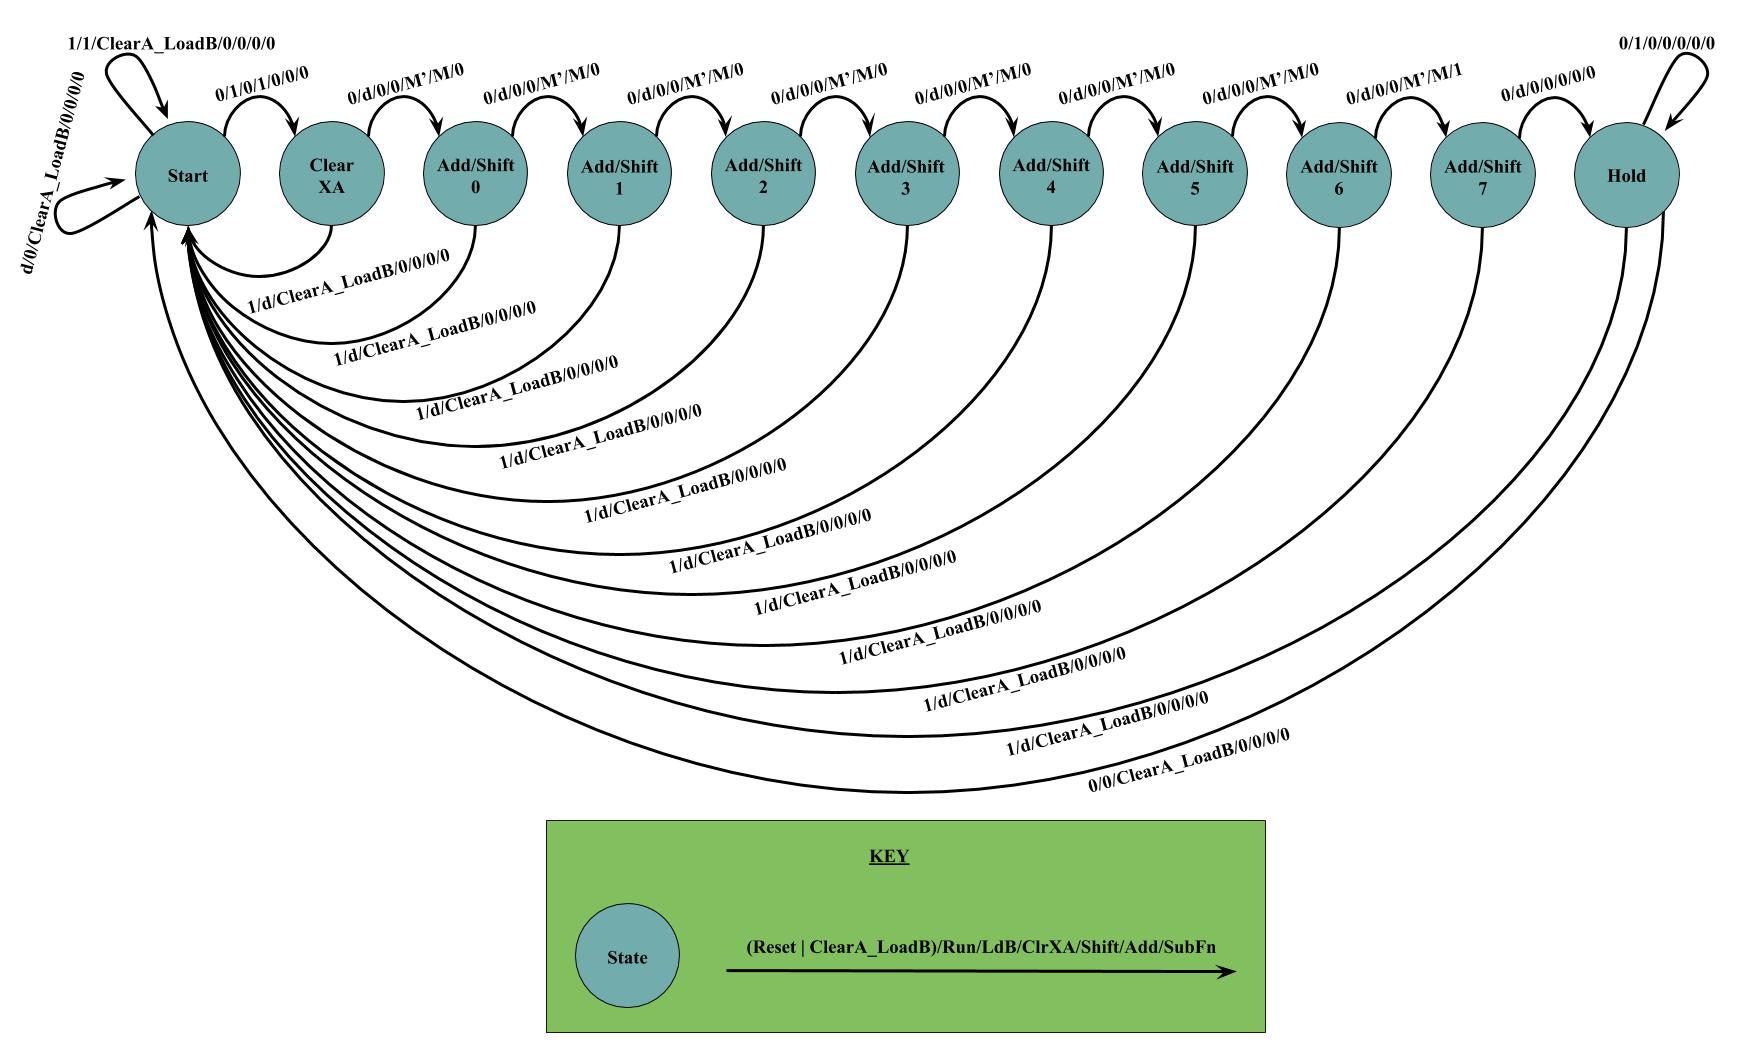 1/1/ClearA_LoadB/0/0/0/0
0/1/0/0/0/0/0
d/0/ClearA_LoadB/0/0/0/0
0/1/0/1/0/0/0
0/d/0/0/M’/M/0
0/d/0/0/M’/M/0
0/d/0/0/M’/M/0
0/d/0/0/M’/M/0
0/d/0/0/M’/M/0
0/d/0/0/M’/M/0
0/d/0/0/M’/M/0
0/d/0/0/M’/M/1
0/d/0/0/0/0/0
Start
Clear
XA
Add/Shift
0
Add/Shift
1
Add/Shift
2
Add/Shift
3
Add/Shift
4
Add/Shift
5
Add/Shift
6
Add/Shift
7
Hold
1/d/ClearA_LoadB/0/0/0/0
1/d/ClearA_LoadB/0/0/0/0
1/d/ClearA_LoadB/0/0/0/0
1/d/ClearA_LoadB/0/0/0/0
1/d/ClearA_LoadB/0/0/0/0
1/d/ClearA_LoadB/0/0/0/0
1/d/ClearA_LoadB/0/0/0/0
1/d/ClearA_LoadB/0/0/0/0
1/d/ClearA_LoadB/0/0/0/0
1/d/ClearA_LoadB/0/0/0/0
0/0/ClearA_LoadB/0/0/0/0
KEY
State
(Reset | ClearA_LoadB)/Run/LdB/ClrXA/Shift/Add/SubFn